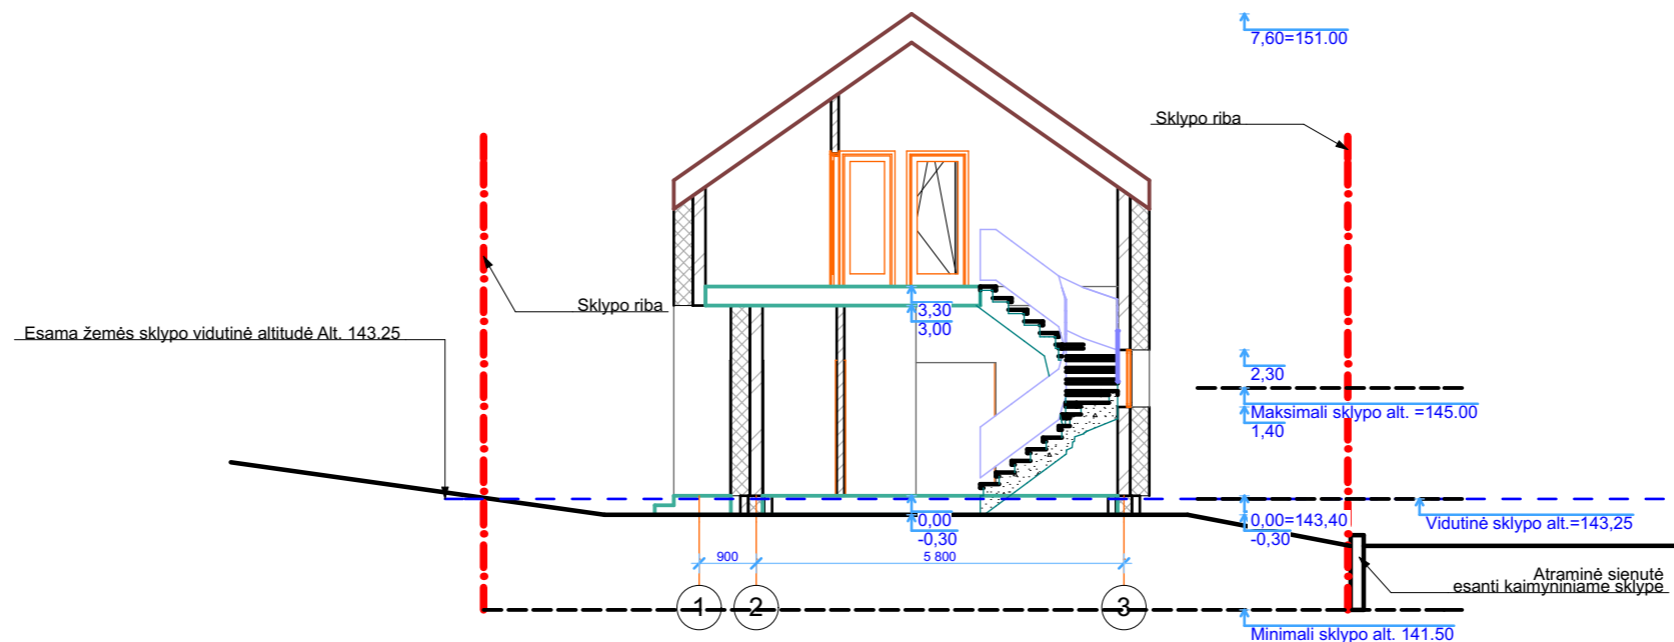 7,60=151.00
Sklypo riba
Sklypo riba
3,30
3,00
Esama žemės sklypo vidutinė altitudė Alt. 143.25
2,30
Maksimali sklypo alt. =145.00
1,40
0,00
-0,30
0,00=143,40
-0,30
Vidutinė sklypo alt.=143,25
900
5 800
Atraminė sienutė
esanti kaimyniniame sklype
1
2
3
Minimali sklypo alt. 141.50